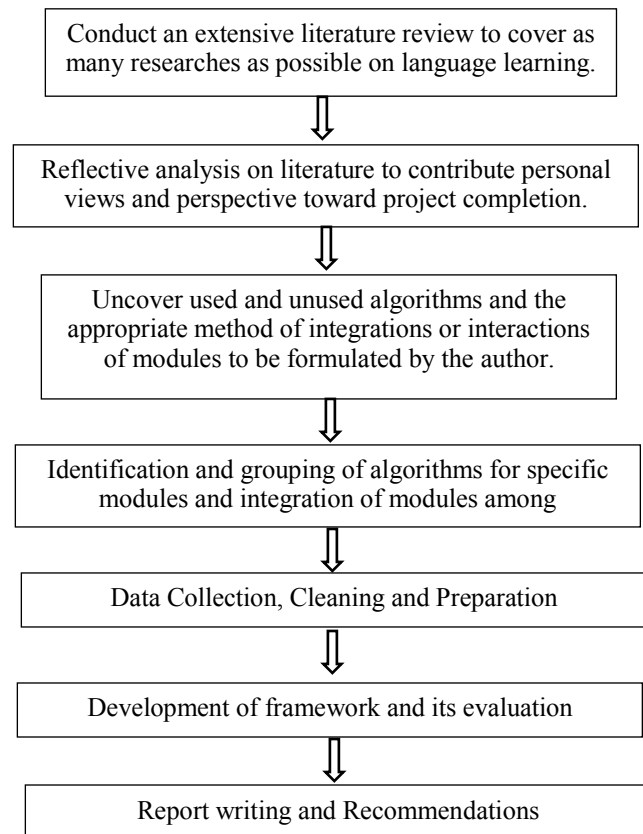 Conduct an extensive literature review to cover as
many researches as possible on language learning.
Reflective analysis on literature to contribute personal
views and perspective toward project completion.
Uncover used and unused algorithms and the
appropriate method of integrations or interactions
of modules to be formulated by the author.
Identification and grouping of algorithms for specific
modules and integration of modules among
Data Collection, Cleaning and Preparation
Development of framework and its evaluation
Report writing and Recommendations